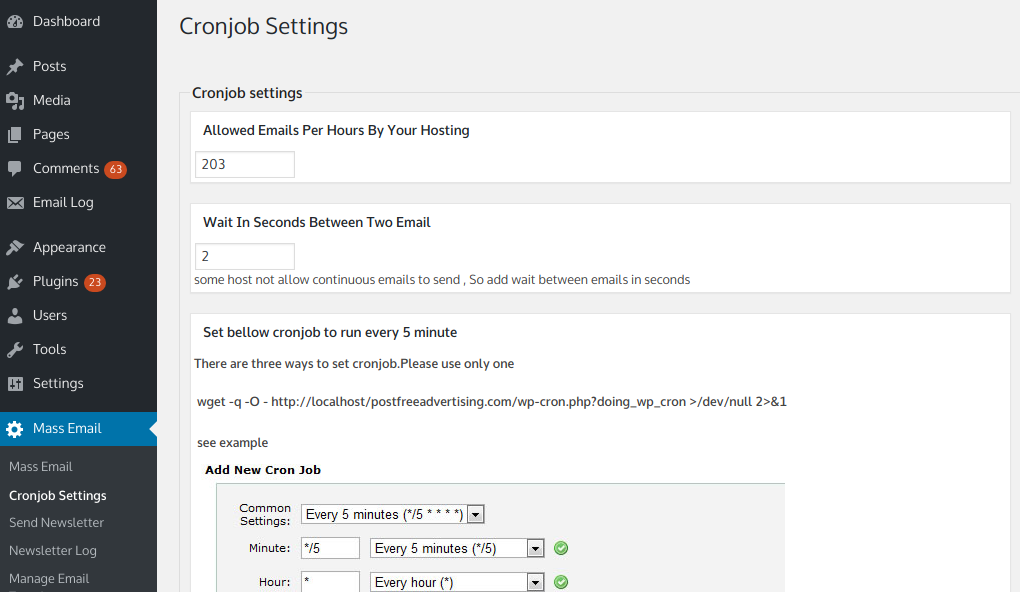 Dashboard
Posts
Media
Pages
Comments 63
Email Log
Appearance
Plugins 23
Users
Tools
Settings
Mass Email
Mass Email
Cronjob Settings
Send Newsletter
Newsletter Log
Manage Email
Cronjob Settings
Cronjob settings
Allowed Emails Per Hours By Your Hosting
203
Wait In Seconds Between Two Email
2
some host not allow continuous emails to send , So add wait between emails in seconds
Set bellow cronjob to run every 5 minute
There are three ways to set cronjob.Please use only one
wget -q -O - http://localhost/postfreeadvertising.com/wp-cron.php?doing_wp_cron >/dev/null 2>&1
see example
Add New Cron Job
Common
Settings: Every 5 minutes (*/5 * * * *)
Minute: */5 Every 5 minutes (*/5)
Hour: * Every hour (*)